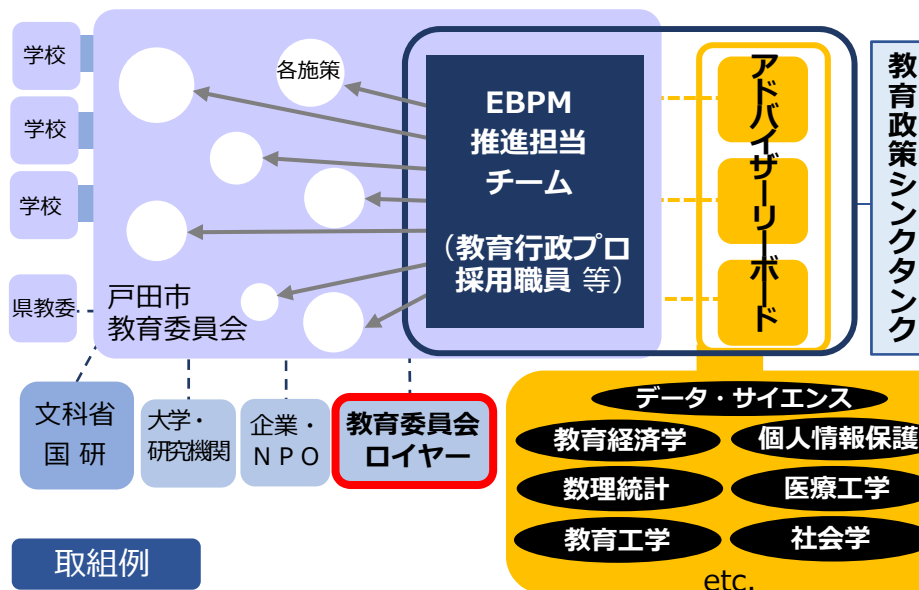 学校
学校
学校
県教委
各施策
戸田市
教育委員会
EBPM
推進担当
チーム
(教育行政プロ
採用職員 等)
アドバイザーリーボード
教育政策シンクタンク
文科省
国研
大学・
研究機関
企業・
NPO
教育委員会
ロイヤー
データ・サイエンス
教育経済学
個人情報保護
数理統計
医療工学
教育工学
社会学
etc.
取組例